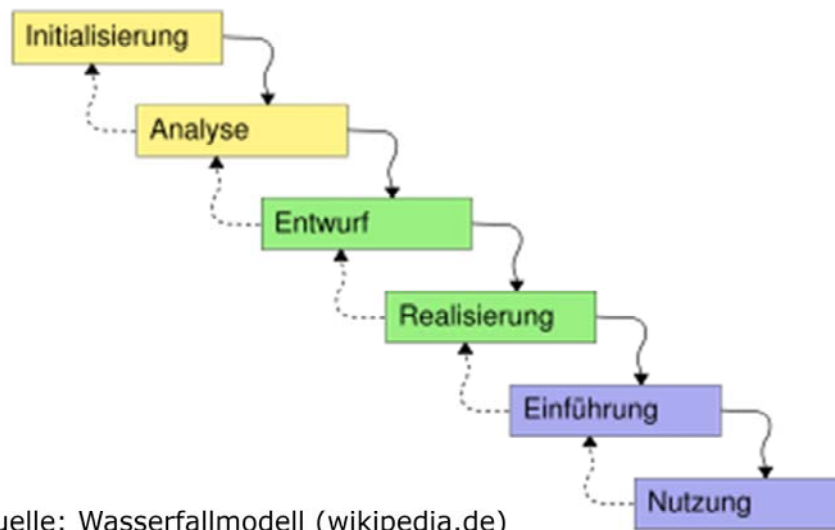 Initialisierung
Analyse
Entwurf
Realisierung
Einführung
Nutzung
uelle: Wasserfallmodell (wikipedia.de)